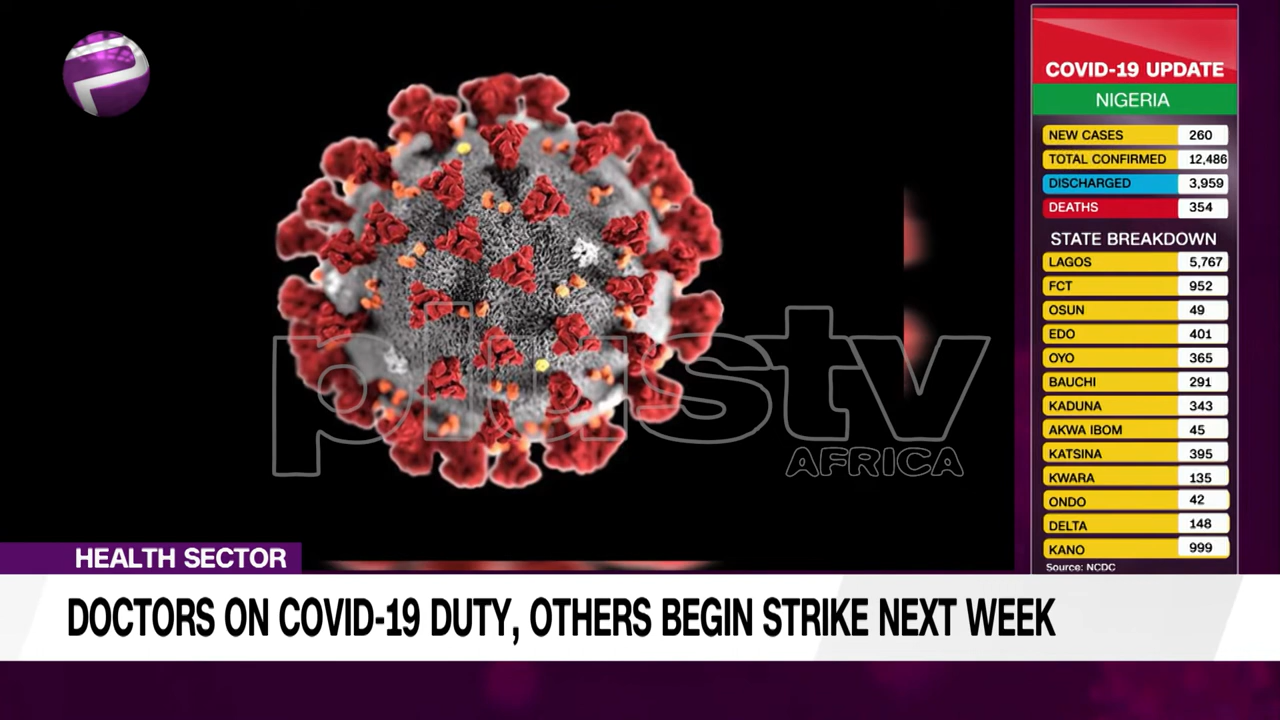 COVID-19 UPDATE
NIGERIA
NEW CASES 260
TOTAL CONFIRMED 12,486
DISCHARGED 3,959
DEATHS 354
STATE BREAKDOWN
LAGOS 5,767
FCT 952
OSUN 49
EDO 401
OYO 365
BAUCHI 291
KADUNA 343
AKWA IBOM 45
KATSINA 395
KWARA 135
ONDO 42
DELTA 148
KANO 999
Source: NCDC
plustv
AFRICA
HEALTH SECTOR
DOCTORS ON COVID-19 DUTY, OTHERS BEGIN STRIKE NEXT WEEK